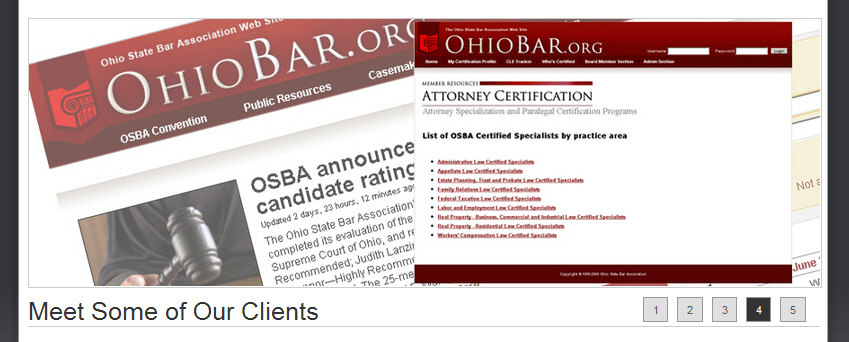 Ohio State Bar Association Web Site
OHIOBAR.ORG
OSBA Convention Public Resources Casemak
OSBA announce
candidate rating
Updated 2 days, 23 hours, 12 minutes ago
The Ohio State Bar Association'
completed its evaluation of the
Supreme Court of Ohio, and re
Recommended; Judith Lanzin
nor—Highly Recomme
The 25-me
The Ohio State Bar Association Web Site
OHIOBAR.ORG
Username Password Login
Home My Certification Profile CLE Tracker Who's Certified Board Member Section Admin Section
MEMBER RESOURCES
ATTORNEY CERTIFICATION
Attorney Specialization and Paralegal Certification Programs
List of OSBA Certified Specialists by practice area
Administrative Law Certified Specialists
Appellate Law Certified Specialists
Estate Planning, Trust and Probate Law Certified Specialists
Family Relations Law Certified Specialists
Federal Taxation Law Certified Specialists
Labor and Employment Law Certified Specialists
Real Property - Business, Commercial and Industrial Law Certified Specialists
Real Property - Residential Law Certified Specialists
Workers' Compensation Law Certified Specialists
Copyright © 1995-2009 Ohio State Bar Association
Not a
June
Meet Some of Our Clients
1 2 3 4 5